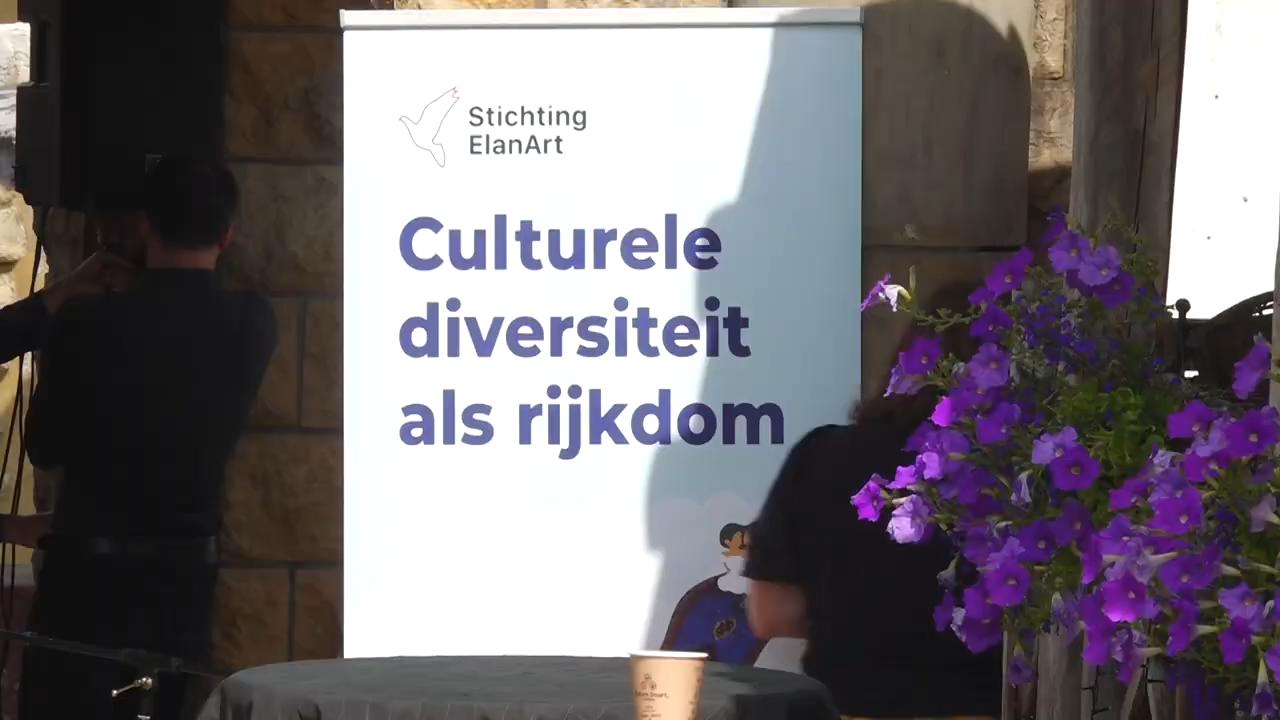 Stichting
ElanArt
Culturele
diversiteit
als rijkdom